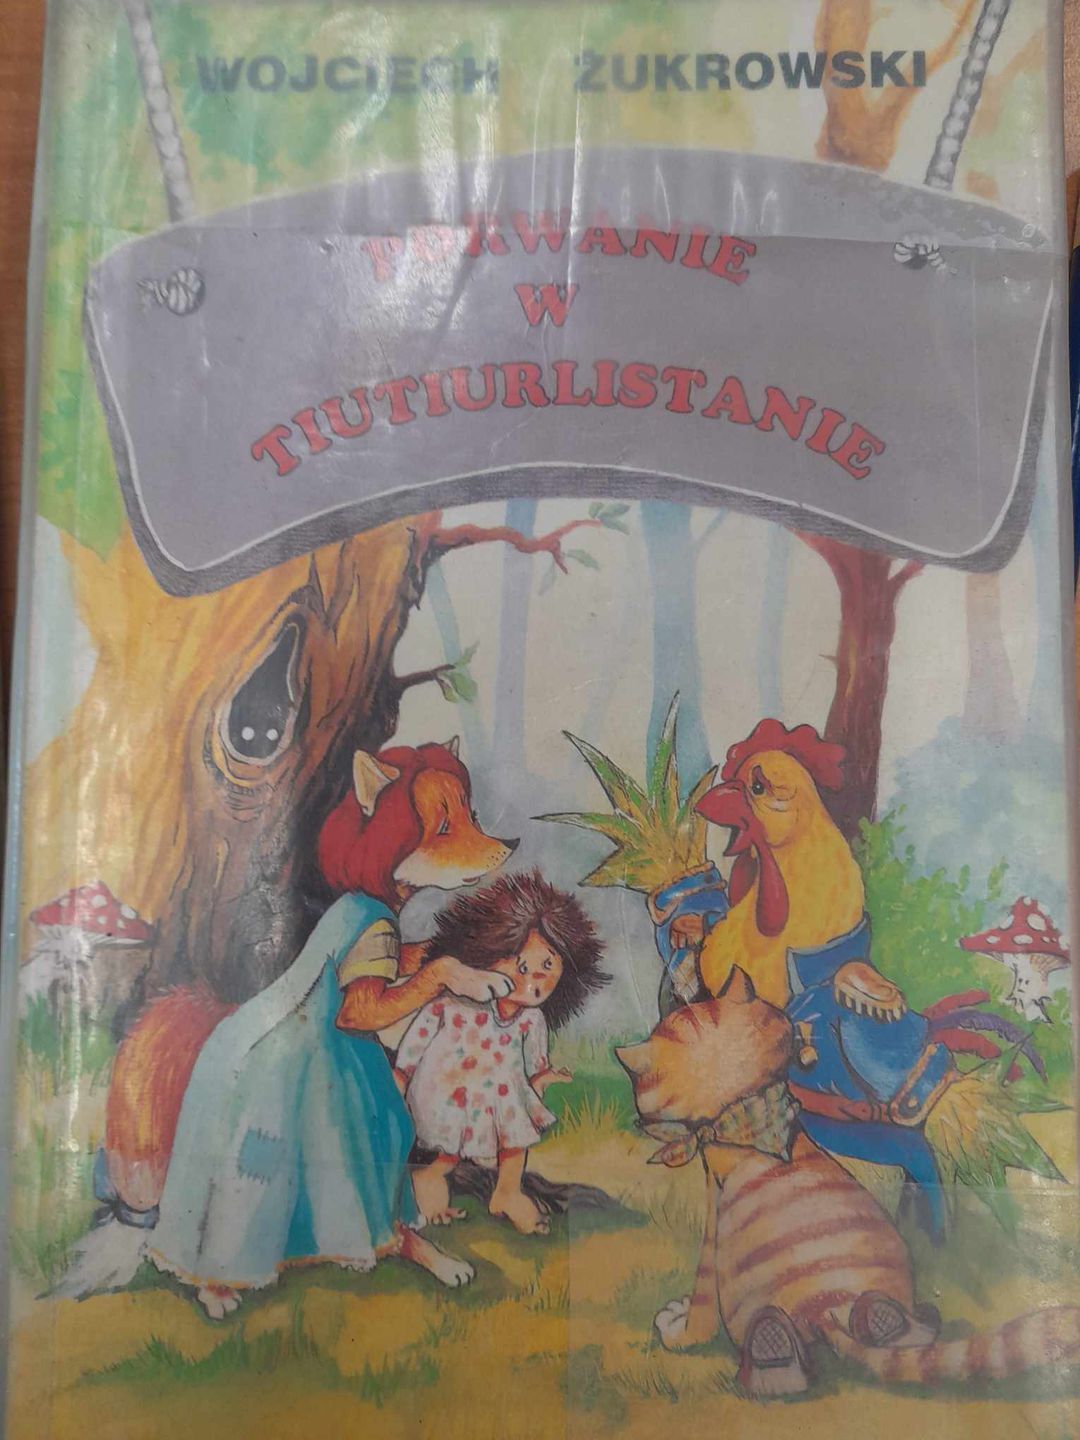 WOJCIECH ŻUKROWSKI
PORWANIE
W
TIUTIURLISTANIE